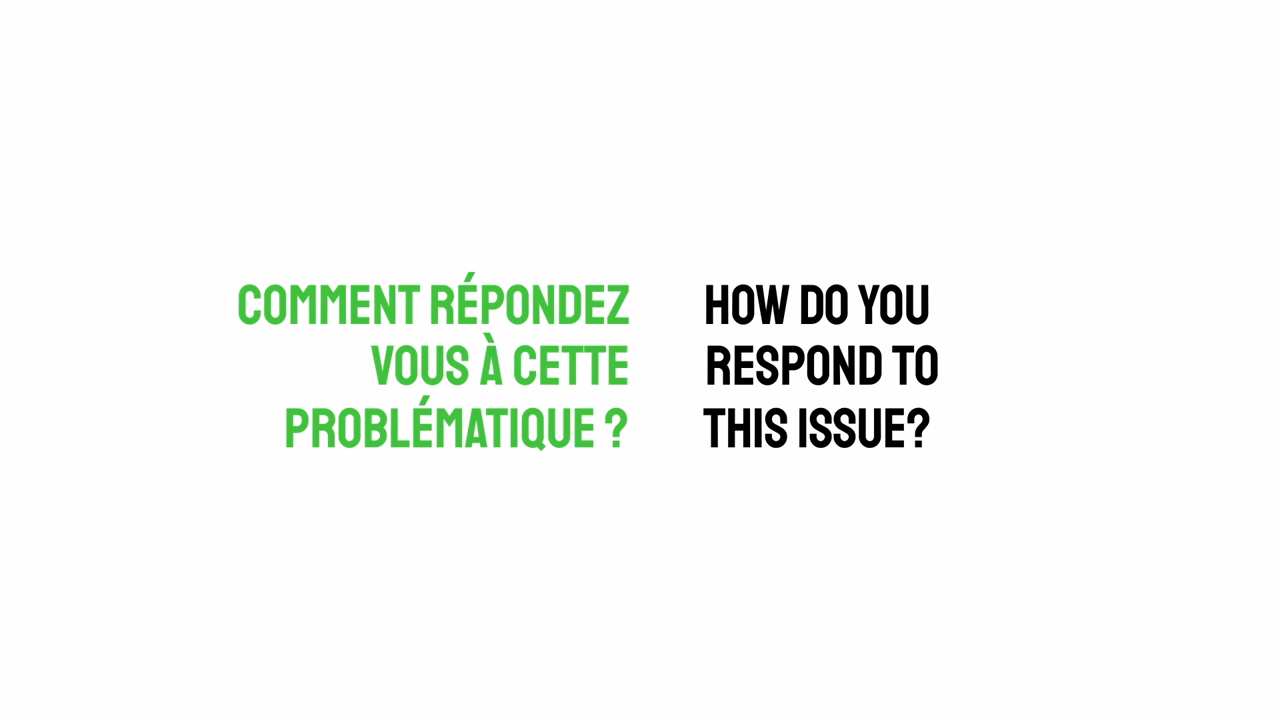 COMMENT RÉPONDEZ
VOUS À CETTE
PROBLÉMATIQUE ?
HOW DO YOU
RESPOND TO
THIS ISSUE?